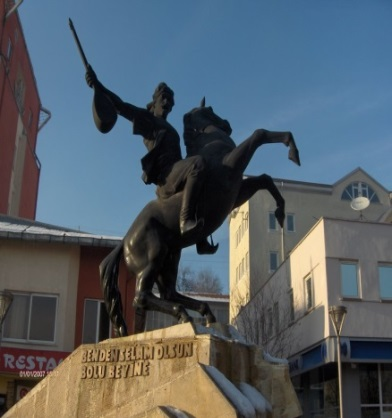 BENDEN SELAM OLSUN
BOLU BEYİNE
RESTA
01/01/2007